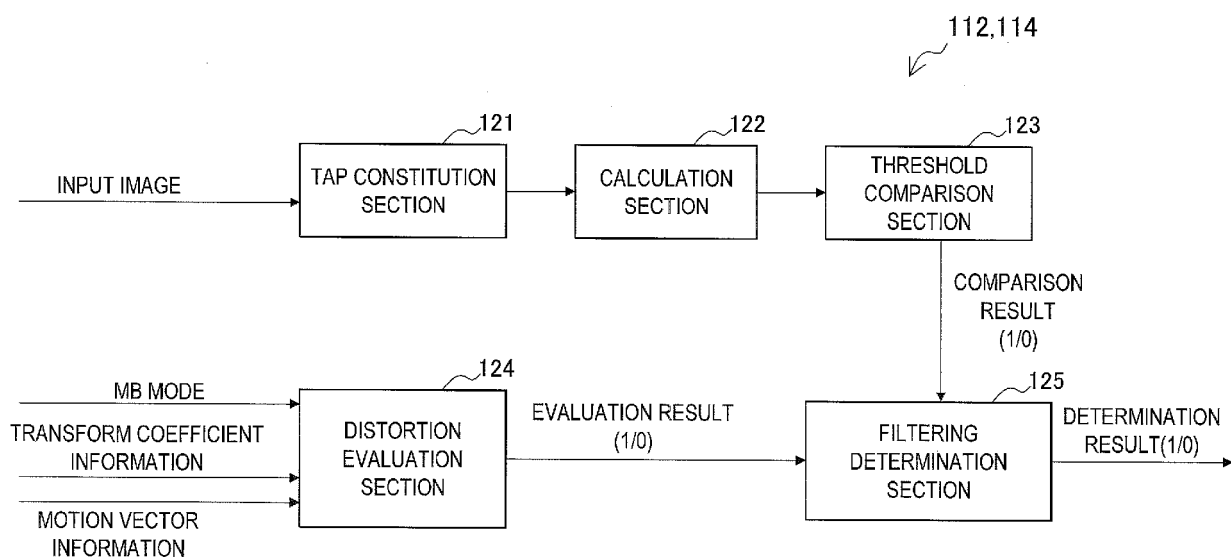 112,114
121
122
123
INPUT IMAGE
TAP CONSTITUTION
SECTION
CALCULATION
SECTION
THRESHOLD
COMPARISON
SECTION
COMPARISON
RESULT
(1/0)
124
125
MB MODE
TRANSFORM COEFFICIENT
INFORMATION
MOTION VECTOR
INFORMATION
DISTORTION
EVALUATION
SECTION
EVALUATION RESULT
(1/0)
FILTERING
DETERMINATION
SECTION
DETERMINATION
RESULT(1/0)